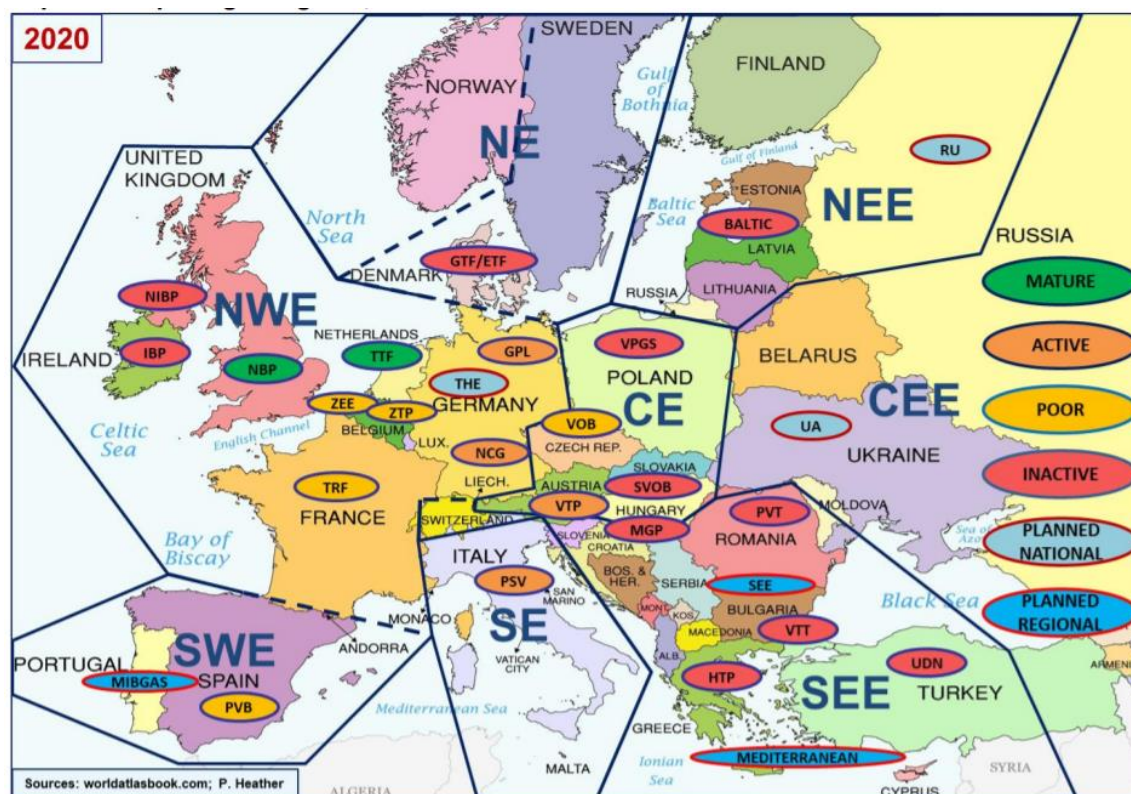 2020
SWEDEN
NORWAY
Gulf
of
Bothnia
FINLAND
NE
UNITED
KINGDOM
RU
Gulf of Finland
ESTONIA
NEE
North
Sea
Baltic
Sea
BALTIC
LATVIA
RUSSIA
GTF/ETF
DENMARK
LITHUANIA
MATURE
NIBP
NWE
RUSSIA
NETHERLANDS
IRELAND
IBP
NBP
TTF
GPL
VPGS
BELARUS
ACTIVE
THE
POLAND
GERMANY
CE
CEE
ZEE
ZTP
BELGIUM
VOB
POOR
UA
Celtic
Sea
English Channel
LUX.
CZECH REP.
UKRAINE
NCG
SLOVAKIA
TRF
LIECH.
AUSTRIA
SVOB
INACTIVE
FRANCE
VTP
HUNGARY
PVT
MOLDOVA
SWITZERLAND
MGP
ROMANIA
Sea of
Azo
PLANNED
NATIONAL
Bay of
Biscay
ITALY
SLOVENIA
CROATIA
PSV
BOS. &
HER.
SERBIA
SEE
Black Sea
PLANNED
REGIONAL
MONACO
SAN
MARINO
MONT.
KOS.
BULGARIA
SE
MACEDONIA
VTT
SWE
ANDORRA
VATICAN
CITY
ALB.
PORTUGAL
SPAIN
MIBGAS
HTP
UDN
ARMEN
TURKEY
PVB
Mediterranean Sea
SEE
GREECE
Ionian
Sea
MEDITERRANEAN
MALTA
SYRIA
CYPRUS
ALGERIA
Sources: worldatlasbook.com; P. Heather